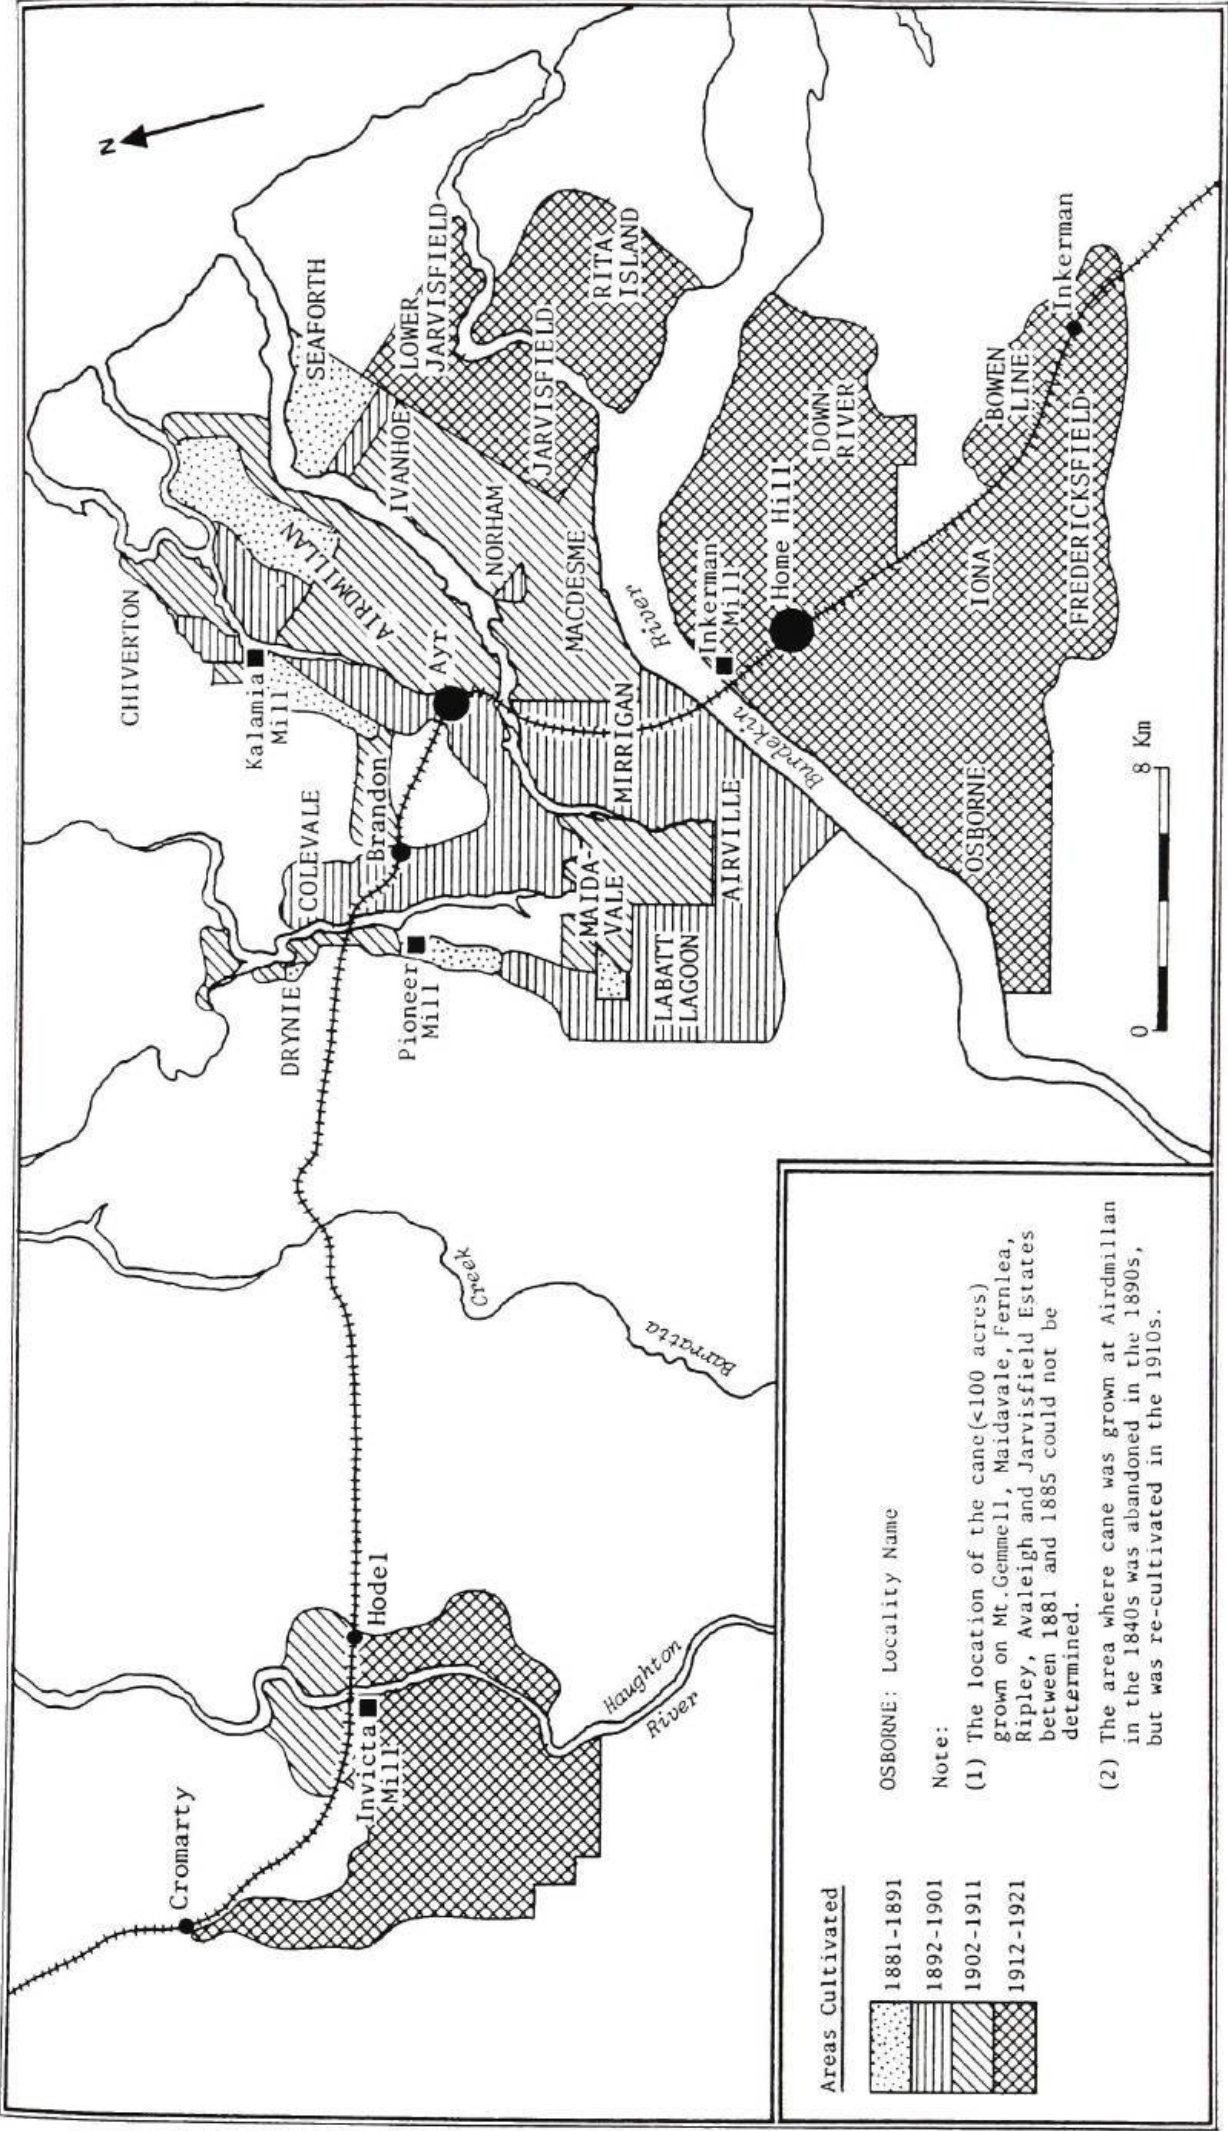 N
Cromarty
Invicta
Mill
Hodel
Haughton
River
Barratta
Creek
DRYNIE
COLEVALE
Pioneer
Mill
Brandon
CHIVERTON
Kalamia
Mill
AIRDMILLAN
AIRDMILLAN
Ayr
SEAFORTH
LOWER
JARVISFIELD
IVANHOE
NORHAM
JARVISFIELD
RITA
ISLAND
MACDESME
MIRRIGAN
MAIDA-
VALE
LABATT
LAGOON
AIRVILLE
Burdekin
River
Inkerman
Mill
Home Hill
DOWN
RIVER
IONA
OSBORNE
BOWEN
LINE
Inkerman
FREDERICKSFIELD
0 8 Km
Areas Cultivated
1881-1891
1892-1901
1902-1911
1912-1921
OSBORNE: Locality Name
Note:
(1) The location of the cane(<100 acres)
grown on Mt.Gemmell, Maidavale, Fernlea,
Ripley, Avaleigh and Jarvisfield Estates
between 1881 and 1885 could not be
determined.
(2) The area where cane was grown at Airdmillan
in the 1840s was abandoned in the 1890s,
but was re-cultivated in the 1910s.